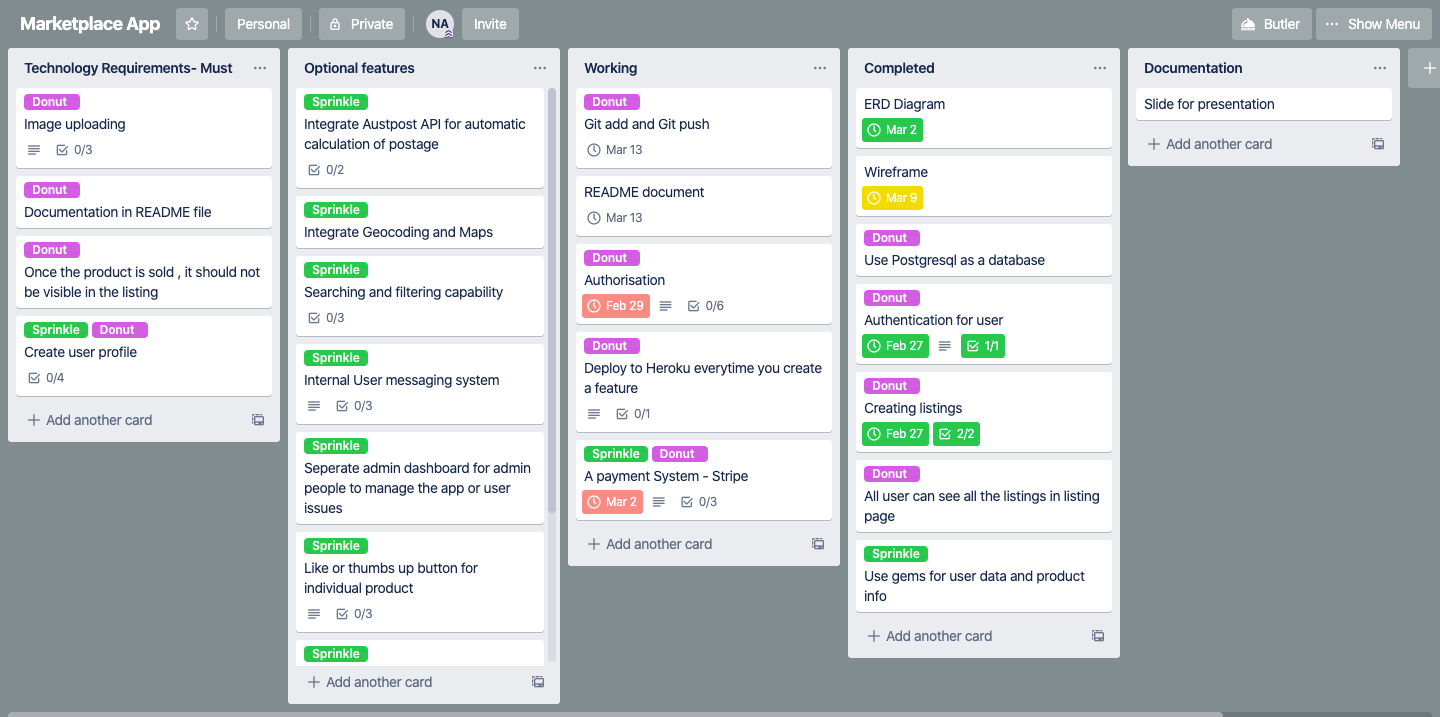 Marketplace App
Personal
Private
NA
Invite
Butler
Show Menu
Technology Requirements- Must
Donut
Image uploading
0/3
Donut
Documentation in README file
Donut
Once the product is sold , it should not
be visible in the listing
Sprinkle Donut
Create user profile
0/4
Add another card
Optional features
Sprinkle
Integrate Austpost API for automatic
calculation of postage
0/2
Sprinkle
Integrate Geocoding and Maps
Sprinkle
Searching and filtering capability
0/3
Sprinkle
Internal User messaging system
0/3
Sprinkle
Seperate admin dashboard for admin
people to manage the app or user
issues
Sprinkle
Like or thumbs up button for
individual product
0/3
Sprinkle
Add another card
Working
Donut
Git add and Git push
Mar 13
README document
Mar 13
Donut
Authorisation
Feb 29 0/6
Donut
Deploy to Heroku everytime you create
a feature
0/1
Sprinkle Donut
A payment System - Stripe
Mar 2 0/3
Add another card
Completed
ERD Diagram
Mar 2
Wireframe
Mar 9
Donut
Use Postgresql as a database
Donut
Authentication for user
Feb 27 1/1
Donut
Creating listings
Feb 27 2/2
Donut
All user can see all the listings in listing
page
Sprinkle
Use gems for user data and product
info
Add another card
Documentation
Slide for presentation
Add another card